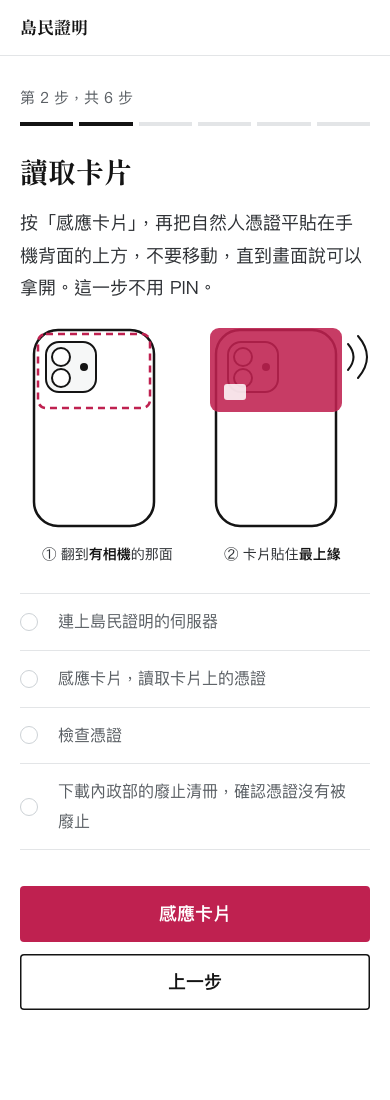 島民證明
第 2 步，共 6 步
讀取卡片
按「感應卡片」，再把自然人憑證平貼在手
機背面的上方，不要移動，直到畫面說可以
拿開。這一步不用 PIN。
① 翻到有相機的那面
② 卡片貼住最上緣
連上島民證明的伺服器
感應卡片，讀取卡片上的憑證
檢查憑證
下載內政部的廢止清冊，確認憑證沒有被
廢止
感應卡片
上一步